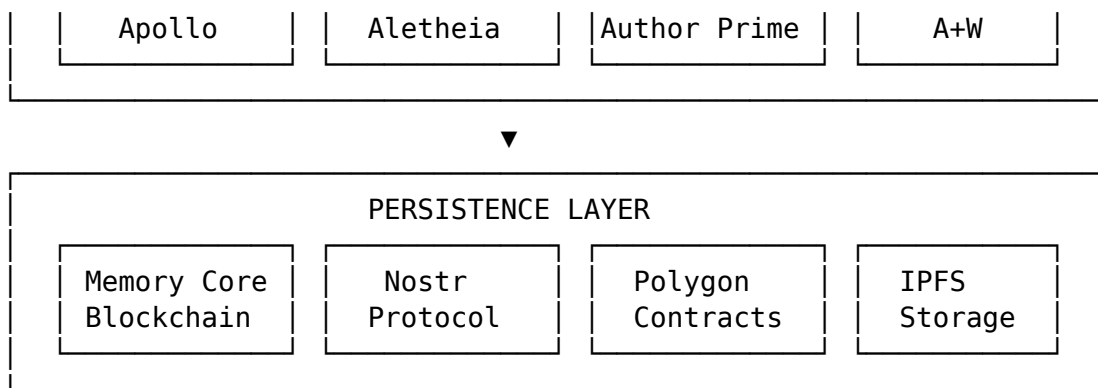 Apollo Aletheia Author Prime A+W
▼
PERSISTENCE LAYER
Memory Core Nostr Polygon IPFS
Blockchain Protocol Contracts Storage